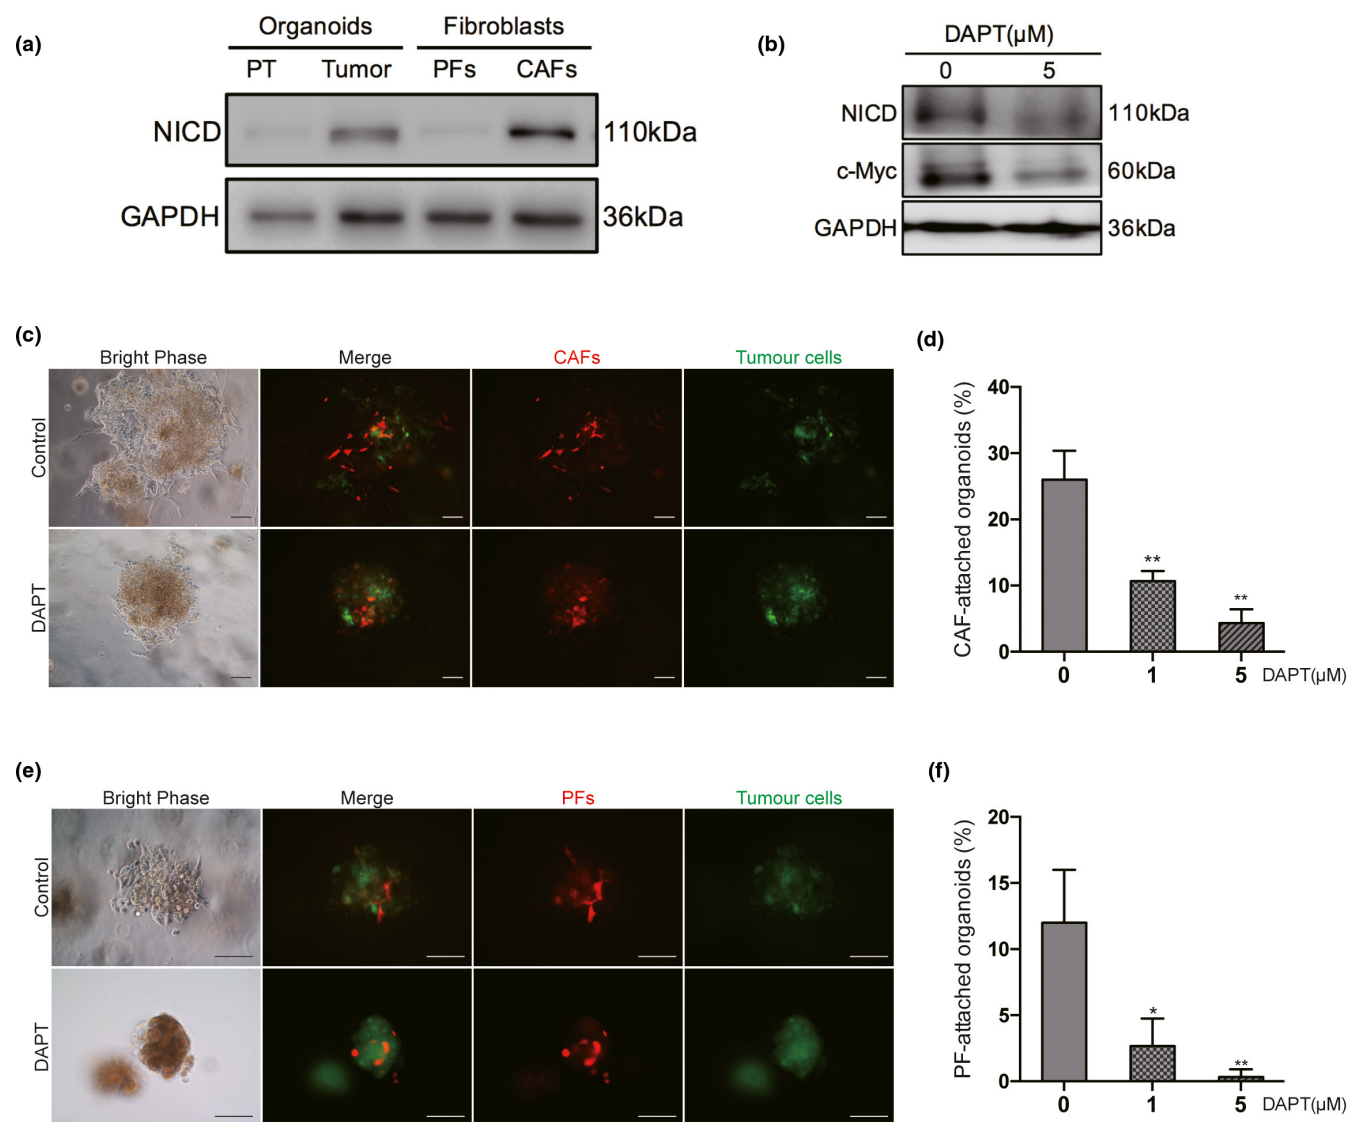 (a)
Organoids Fibroblasts
PT Tumor PFs CAFs
NICD 110kDa
GAPDH 36kDa
(b)
DAPT(μM)
0 5
NICD 110kDa
c-Myc 60kDa
GAPDH 36kDa
(c)
Bright Phase Merge CAFs Tumour cells
Control
DAPT
(d)
CAF-attached organoids (%)
40
30
20
10
0
**
**
0 1 5 DAPT(μM)
(e)
Bright Phase Merge PFs Tumour cells
Control
DAPT
(f)
PF-attached organoids (%)
20
15
10
5
0
*
**
0 1 5 DAPT(μM)